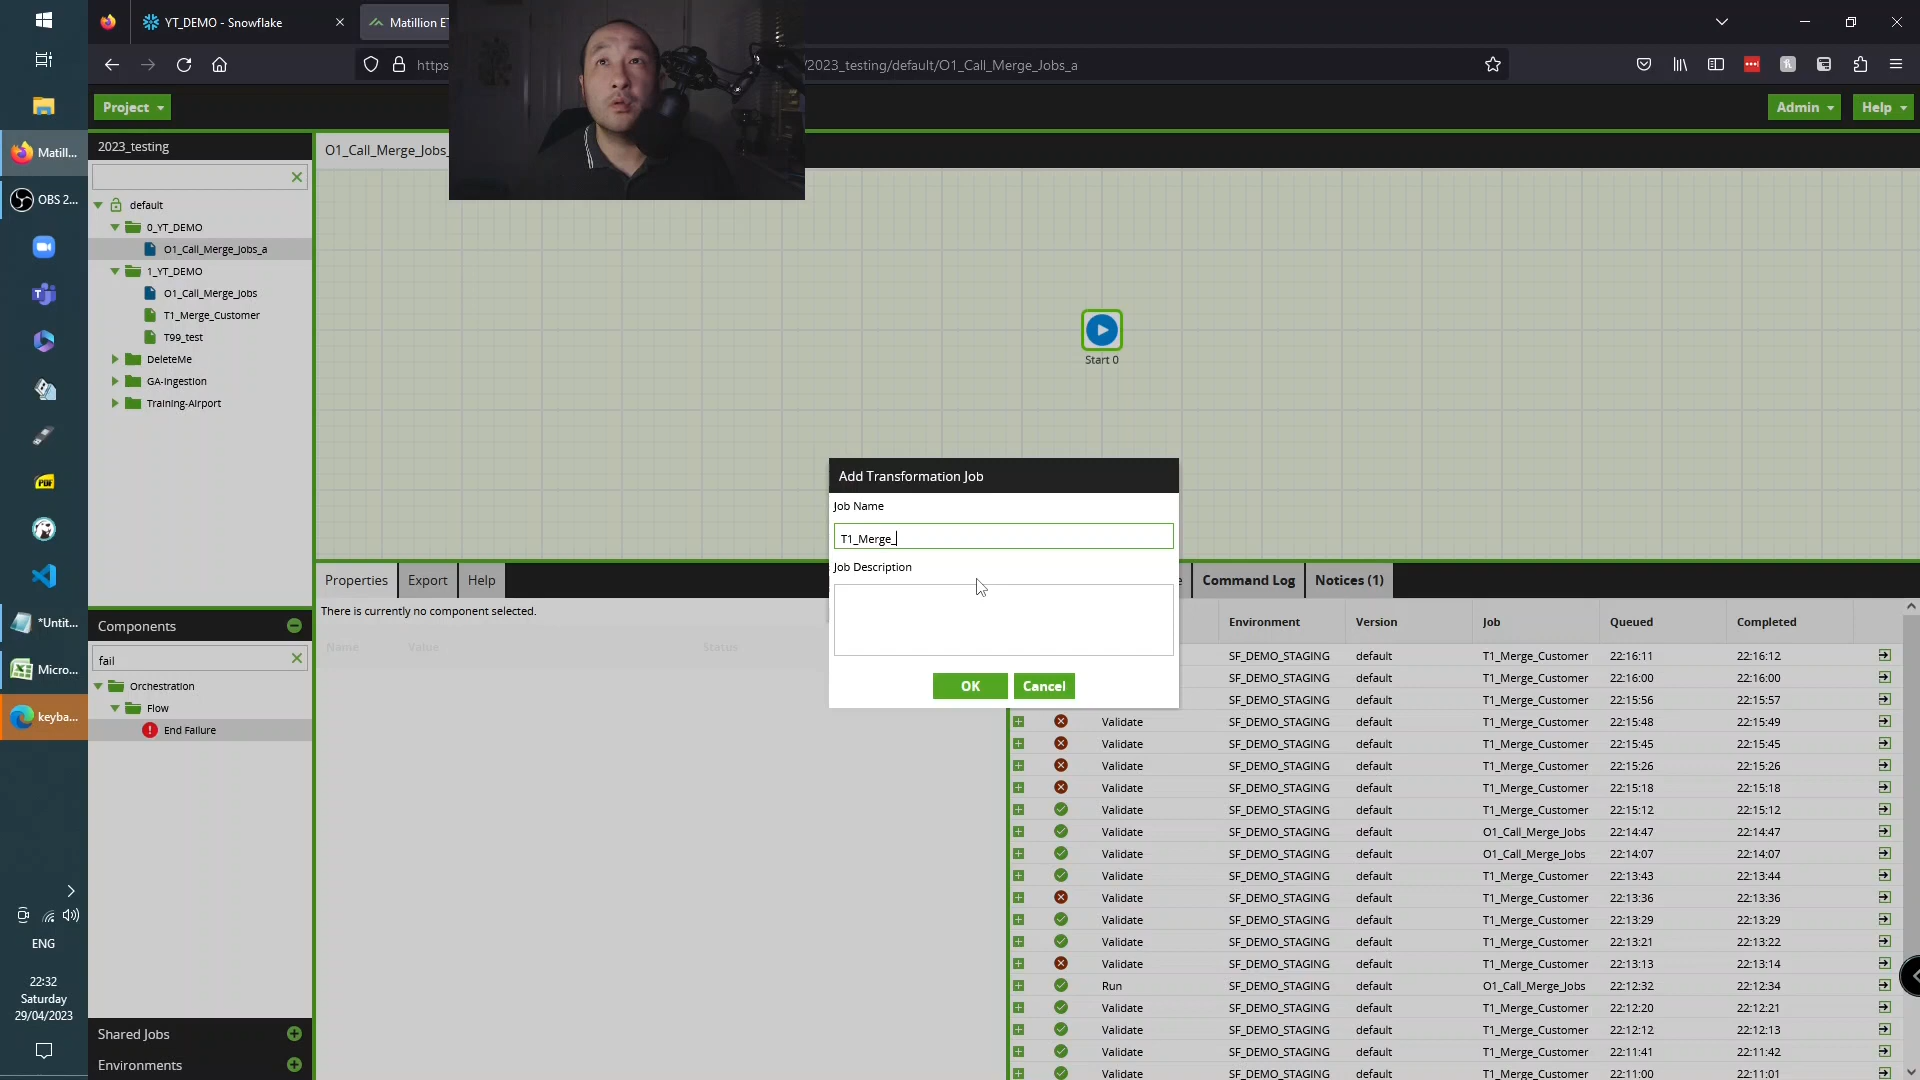 YT_DEMO - Snowflake
Matillion ET
https
/2023_testing/default/O1_Call_Merge_Jobs_a
Project
Admin
Help
Matill...
OBS 2...
*Untit...
Micro...
keyba...
ENG
22:32
Saturday
29/04/2023
2023_testing
default
0_YT_DEMO
O1_Call_Merge_Jobs_a
1_YT_DEMO
O1_Call_Merge_Jobs
T1_Merge_Customer
T99_test
DeleteMe
GA-Ingestion
Training-Airport
Components
fail
Orchestration
Flow
End Failure
Shared Jobs
Environments
O1_Call_Merge_Jobs_
Start 0
Add Transformation Job
Job Name
T1_Merge_
Job Description
OK Cancel
Properties Export Help
There is currently no component selected.
Name Value Status
Command Log Notices (1)
Environment Version Job Queued Completed
SF_DEMO_STAGING default T1_Merge_Customer 22:16:11 22:16:12
SF_DEMO_STAGING default T1_Merge_Customer 22:16:00 22:16:00
SF_DEMO_STAGING default T1_Merge_Customer 22:15:56 22:15:57
Validate SF_DEMO_STAGING default T1_Merge_Customer 22:15:48 22:15:49
Validate SF_DEMO_STAGING default T1_Merge_Customer 22:15:45 22:15:45
Validate SF_DEMO_STAGING default T1_Merge_Customer 22:15:26 22:15:26
Validate SF_DEMO_STAGING default T1_Merge_Customer 22:15:18 22:15:18
Validate SF_DEMO_STAGING default T1_Merge_Customer 22:15:12 22:15:12
Validate SF_DEMO_STAGING default O1_Call_Merge_Jobs 22:14:47 22:14:47
Validate SF_DEMO_STAGING default O1_Call_Merge_Jobs 22:14:07 22:14:07
Validate SF_DEMO_STAGING default T1_Merge_Customer 22:13:43 22:13:44
Validate SF_DEMO_STAGING default T1_Merge_Customer 22:13:36 22:13:36
Validate SF_DEMO_STAGING default T1_Merge_Customer 22:13:29 22:13:29
Validate SF_DEMO_STAGING default T1_Merge_Customer 22:13:21 22:13:22
Validate SF_DEMO_STAGING default T1_Merge_Customer 22:13:13 22:13:14
Run SF_DEMO_STAGING default O1_Call_Merge_Jobs 22:12:32 22:12:34
Validate SF_DEMO_STAGING default T1_Merge_Customer 22:12:20 22:12:21
Validate SF_DEMO_STAGING default T1_Merge_Customer 22:12:12 22:12:13
Validate SF_DEMO_STAGING default T1_Merge_Customer 22:11:41 22:11:42
Validate SF_DEMO_STAGING default T1_Merge_Customer 22:11:00 22:11:01